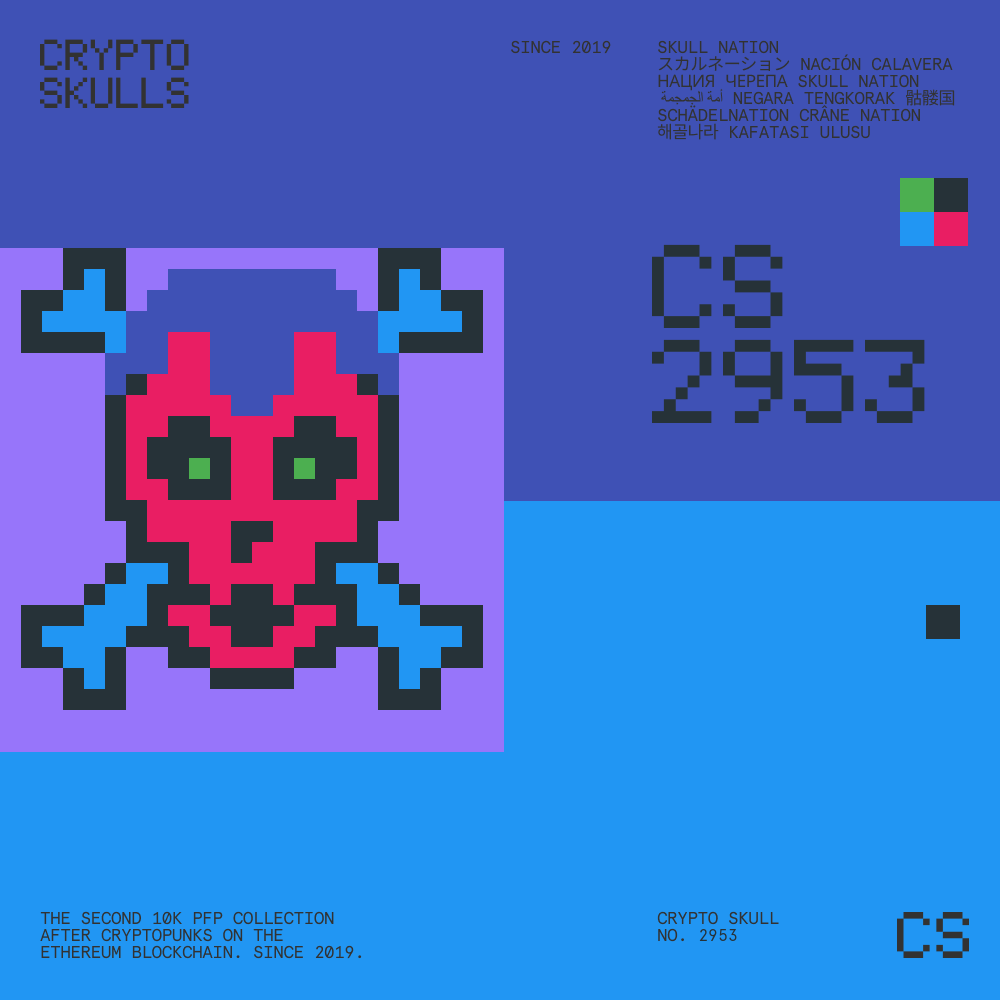 CRYPTO
SKULLS
SINCE 2019
SKULL NATION
スカルネーション NACIÓN CALAVERA
НАЦИЯ ЧЕРЕПА SKULL NATION
أمة الجمجمة NEGARA TENGKORAK 骷髅国
SCHÄDELNATION CRÂNE NATION
해골나라 KAFATASI ULUSU
CS
2953
THE SECOND 10K PFP COLLECTION
AFTER CRYPTOPUNKS ON THE
ETHEREUM BLOCKCHAIN. SINCE 2019.
CRYPTO SKULL
NO. 2953
CS